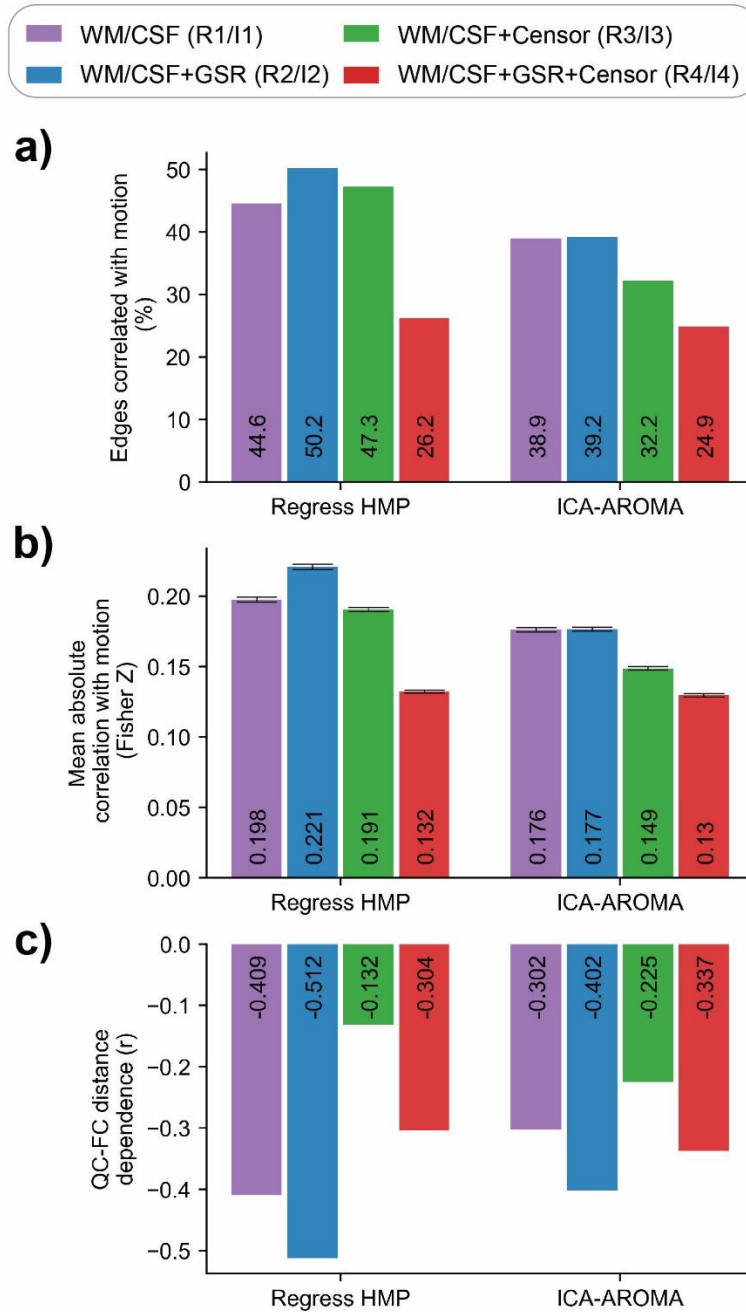 WM/CSF (R1/I1)
WM/CSF+Censor (R3/I3)
WM/CSF+GSR (R2/I2)
WM/CSF+GSR+Censor (R4/I4)
a)
Edges correlated with motion
(%)
50
40
30
20
10
0
44.6
50.2
47.3
26.2
38.9
39.2
32.2
24.9
Regress HMP
ICA-AROMA
b)
Mean absolute
correlation with motion
(Fisher Z)
0.20
0.15
0.10
0.05
0.00
0.198
0.221
0.191
0.132
0.176
0.177
0.149
0.13
Regress HMP
ICA-AROMA
c)
QC-FC distance
dependence (r)
0.0
−0.1
−0.2
−0.3
−0.4
−0.5
-0.409
-0.512
-0.132
-0.304
-0.302
-0.402
-0.225
-0.337
Regress HMP
ICA-AROMA